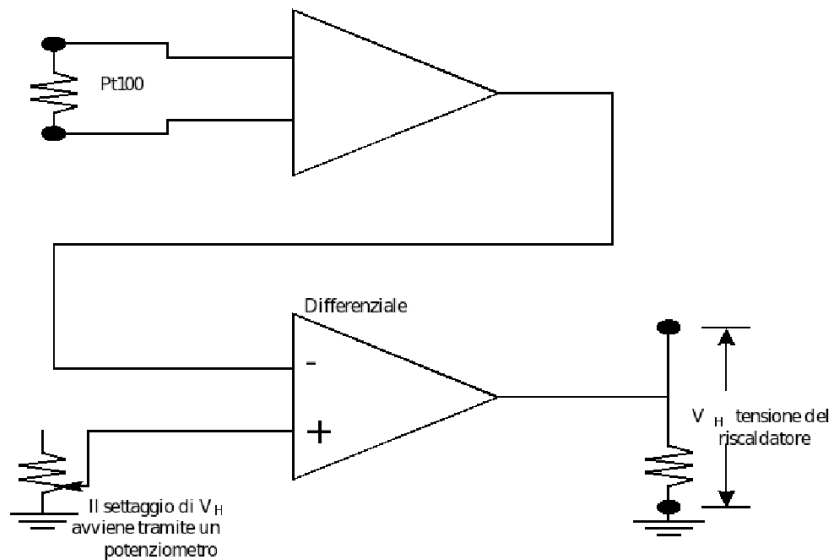 Pt100
Differenziale
-
+
V H tensione del
riscaldatore
Il settaggio di V H
avviene tramite un
potenziometro